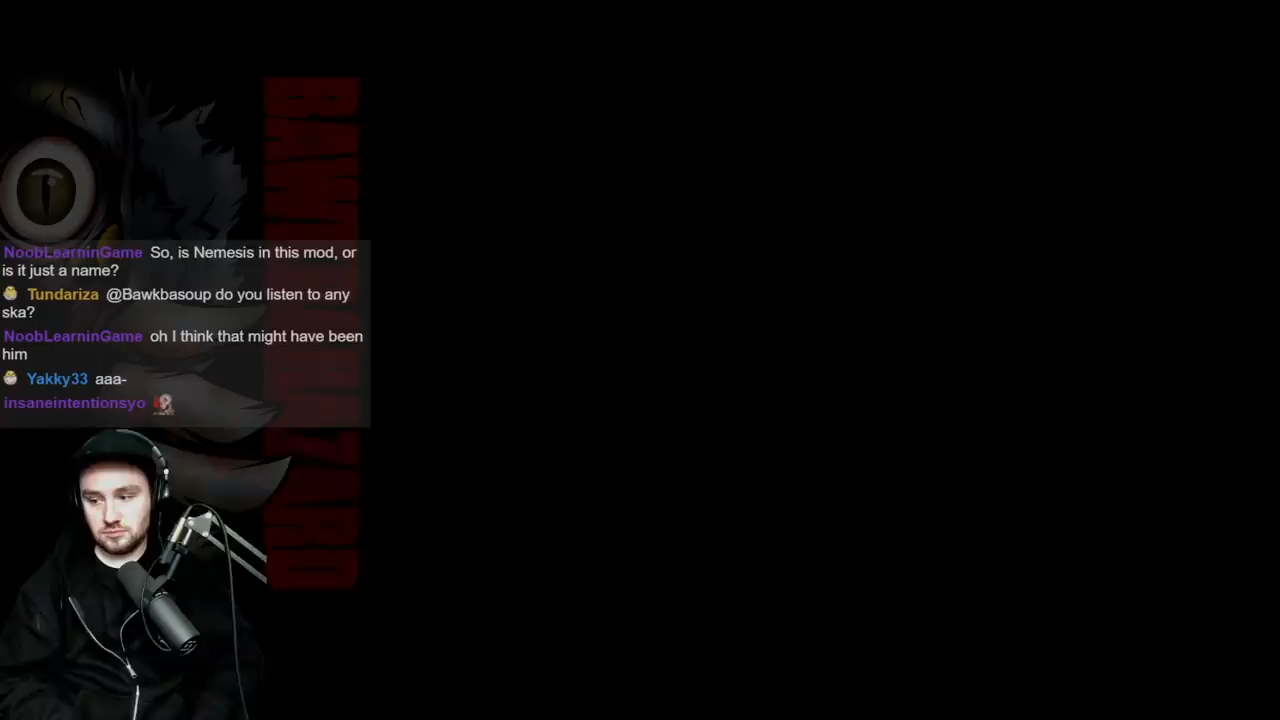 NoobLearninGame So, is Nemesis in this mod, or
is it just a name?
Tundariza @Bawkbasoup do you listen to any
ska?
NoobLearninGame oh I think that might have been
him
Yakky33 aaa-
insaneintentionsyo